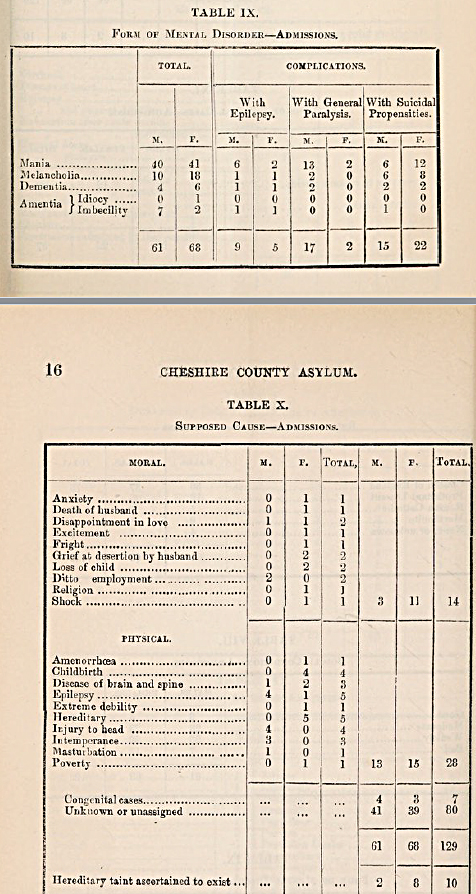 TABLE IX.
FORM OF MENTAL DISORDER—ADMISSIONS.
TOTAL. COMPLICATIONS.
With Epilepsy. With General Paralysis. With Suicidal Propensities.
M. F. M. F. M. F. M. F.
Mania ..................... 40 41 6 2 13 2 6 12
Melancholia............... 10 18 1 1 2 0 6 8
Dementia.................. 4 6 1 1 2 0 2 2
Amentia } Idiocy ...... 0 1 0 0 0 0 0 0
} Imbecility 7 2 1 1 0 0 1 0
61 68 9 5 17 2 15 22
16 CHESHIRE COUNTY ASYLUM.
TABLE X.
SUPPOSED CAUSE—ADMISSIONS.
MORAL. M. F. TOTAL, M. F. TOTAL.
Anxiety ........................................ 0 1 1
Death of husband ........................... 0 1 1
Disappointment in love .................. 1 1 2
Excitement .................................. 0 1 1
Fright.......................................... 0 1 1
Grief at desertion by husband ........... 0 2 2
Loss of child ................................. 0 2 2
Ditto employment......................... 2 0 2
Religion ....................................... 0 1 1
Shock .......................................... 0 1 1 3 11 14
PHYSICAL.
Amenorrhœa ................................. 0 1 1
Childbirth .................................... 0 4 4
Disease of brain and spine ............... 1 2 3
Epilepsy....................................... 4 1 5
Extreme debility ........................... 0 1 1
Hereditary.................................... 0 5 5
Injury to head .............................. 4 0 4
Intemperance................................. 3 0 3
Masturbation ................................. 1 0 1
Poverty ....................................... 0 1 1 13 15 28
Congenital cases........................... ... ... ... 4 3 7
Unknown or unassigned .................. ... ... ... 41 39 80
61 68 129
Hereditary taint ascertained to exist... ... ... ... 2 8 10